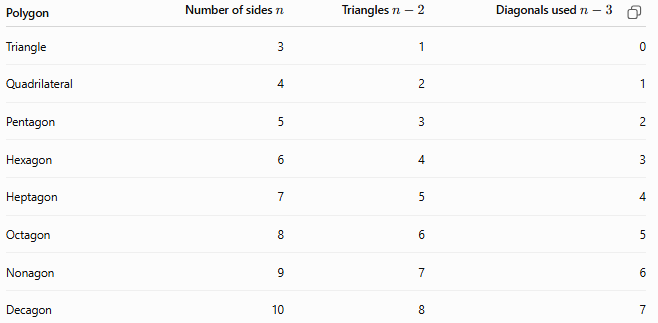 Polygon Number of sides n Triangles n − 2 Diagonals used n − 3
Triangle 3 1 0
Quadrilateral 4 2 1
Pentagon 5 3 2
Hexagon 6 4 3
Heptagon 7 5 4
Octagon 8 6 5
Nonagon 9 7 6
Decagon 10 8 7